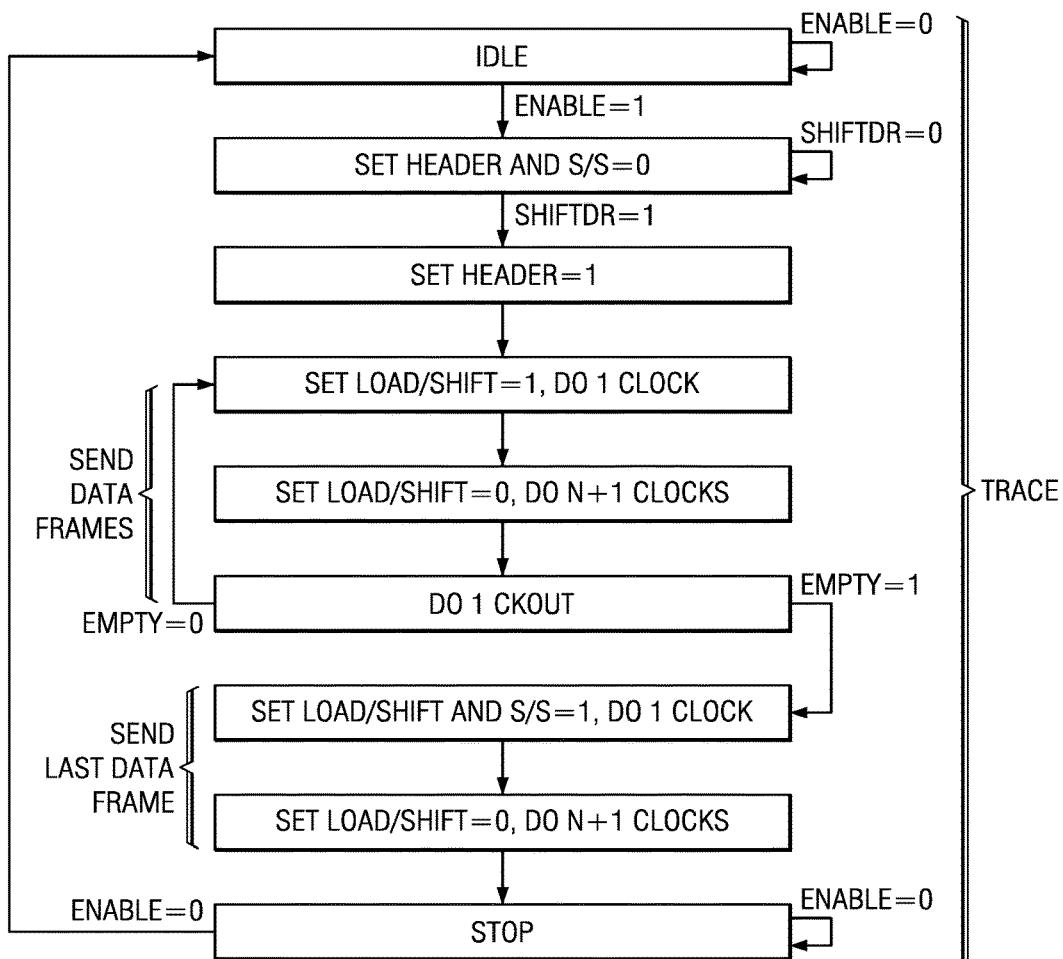 ENABLE=0
IDLE
ENABLE=1
SHIFTDR=0
SET HEADER AND S/S=0
SHIFTDR=1
SET HEADER=1
SET LOAD/SHIFT=1, DO 1 CLOCK
SEND
DATA
FRAMES
SET LOAD/SHIFT=0, DO N+1 CLOCKS
TRACE
EMPTY=1
DO 1 CKOUT
EMPTY=0
SET LOAD/SHIFT AND S/S=1, DO 1 CLOCK
SEND
LAST DATA
FRAME
SET LOAD/SHIFT=0, DO N+1 CLOCKS
ENABLE=0
ENABLE=0
STOP